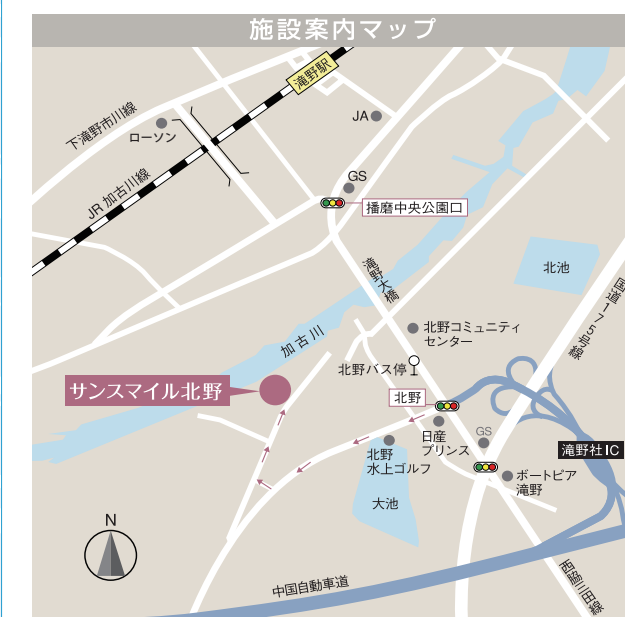 施設案内マップ
滝野駅
下滝野市川線
ローソン
JA
JR 加古川線
GS
播磨中央公園口
滝野大橋
北池
国道175号線
加古川
北野コミュニティ
センター
北野バス停
サンスマイル北野
北野
日産
プリンス
GS
滝野社IC
北野
水上ゴルフ
ボートピア
滝野
大池
N
中国自動車道
西脇三田線